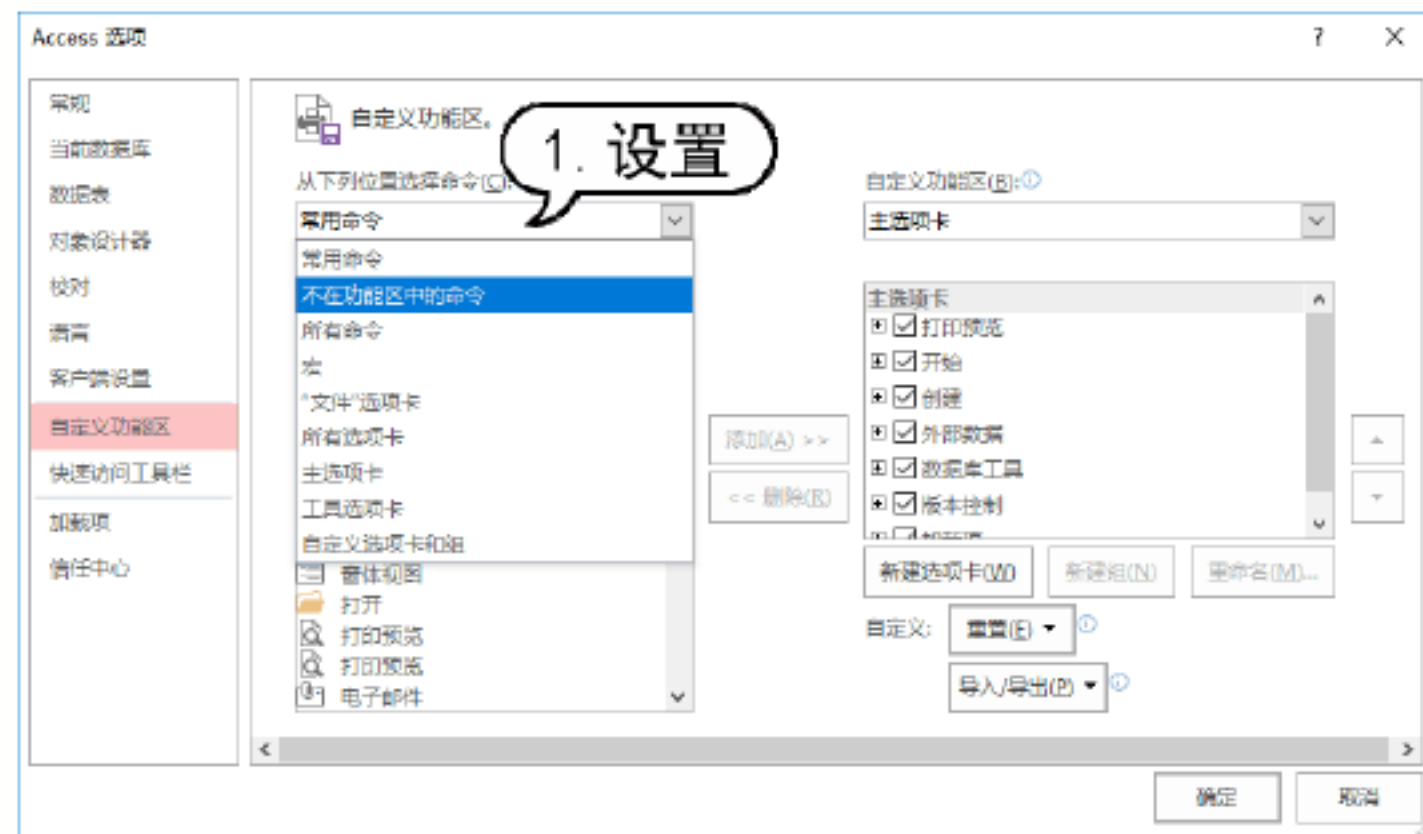 Access 选项
?
×
常规
当前数据库
数据表
对象设计器
校对
语言
客户端设置
自定义功能区
快速访问工具栏
加载项
信任中心
自定义功能区。
1. 设置
从下列位置选择命令(C):
常用命令
常用命令
不在功能区中的命令
所有命令
宏
"文件"选项卡
所有选项卡
主选项卡
工具选项卡
自定义选项卡和组
窗体视图
打开
打印预览
打印预览
电子邮件
添加(A) >>
<< 删除(R)
自定义功能区(B):
主选项卡
主选项卡
打印预览
开始
创建
外部数据
数据库工具
版本控制
加载项
新建选项卡(W)
新建组(N)
重命名(M)...
自定义:
重置(E)
导入/导出(P)
确定
取消